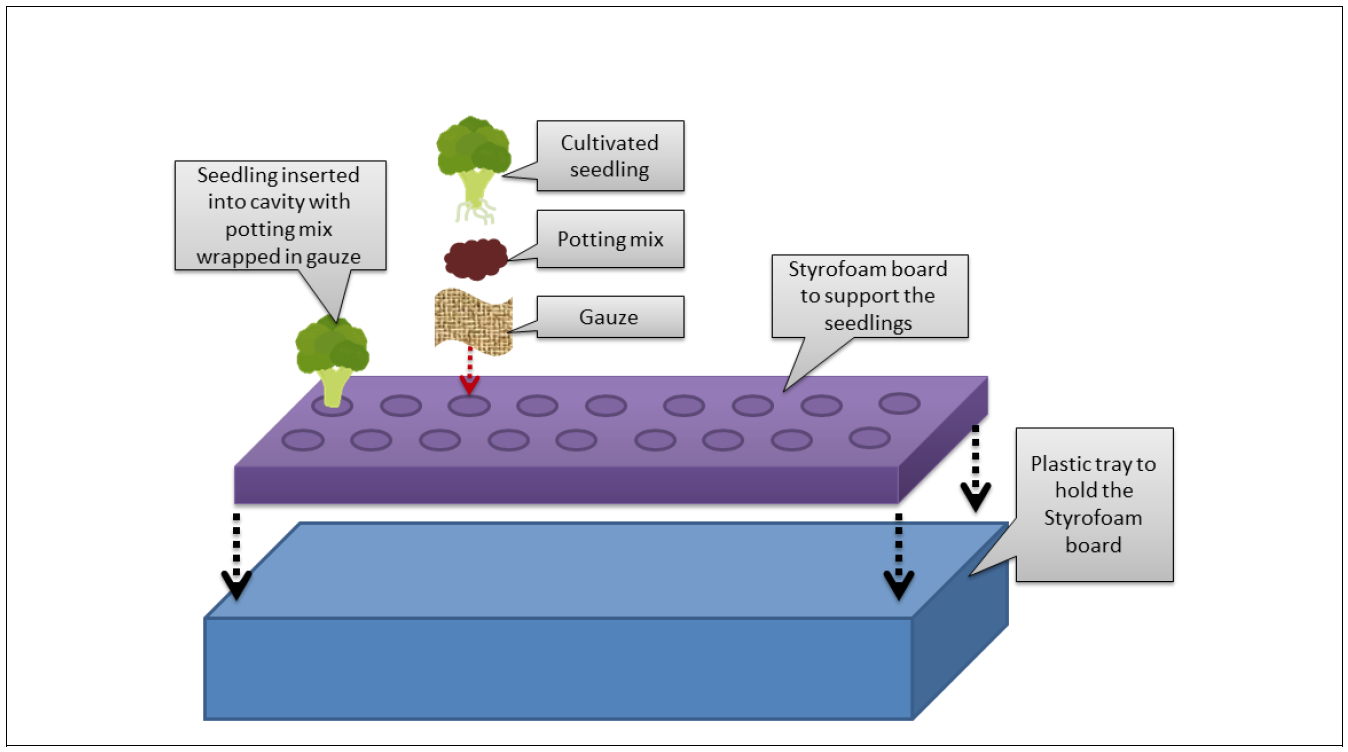 Cultivated
seedling
Seedling inserted
into cavity with
potting mix
wrapped in gauze
Potting mix
Gauze
Styrofoam board
to support the
seedlings
Plastic tray to
hold the
Styrofoam
board